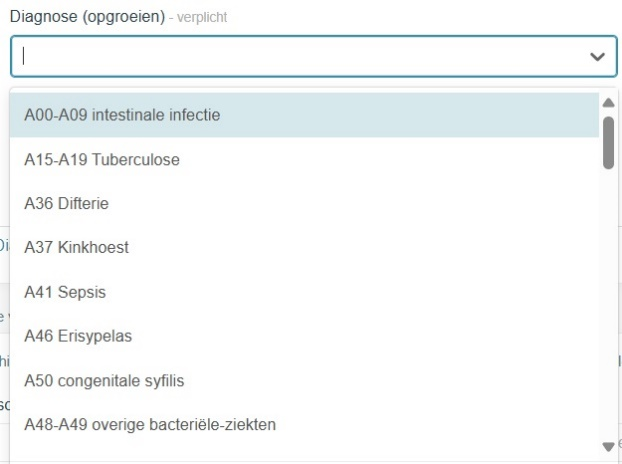 Diagnose (opgroeien) - verplicht
A00-A09 intestinale infectie
A15-A19 Tuberculose
A36 Difterie
A37 Kinkhoest
A41 Sepsis
A46 Erisypelas
A50 congenitale syfilis
A48-A49 overige bacteriële-ziekten